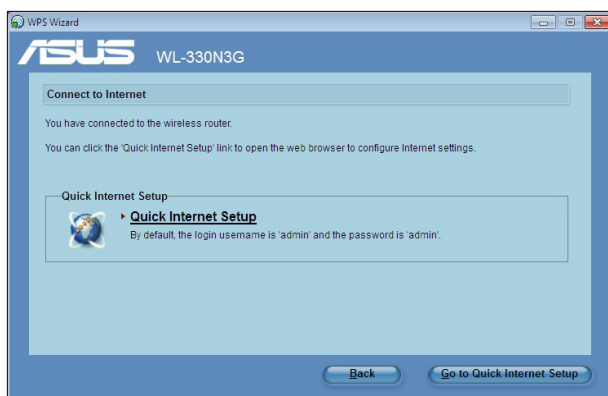 WPS Wizard
ASUS WL-330N3G
Connect to Internet
You have connected to the wireless router.
You can click the 'Quick Internet Setup' link to open the web browser to configure Internet settings.
Quick Internet Setup
Quick Internet Setup
By default, the login username is 'admin' and the password is 'admin'.
Back Go to Quick Internet Setup